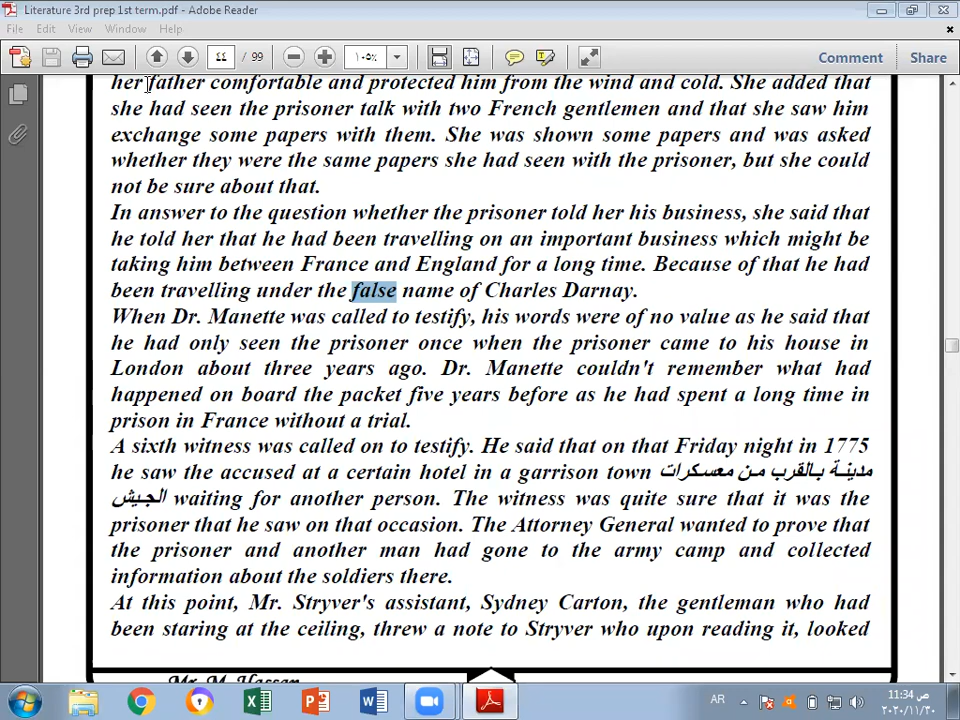 Literature 3rd prep 1st term.pdf - Adobe Reader
File Edit View Window Help
٤٤ / 99 ١٠٥% Comment Share
her father comfortable and protected him from the wind and cold. She added that
she had seen the prisoner talk with two French gentlemen and that she saw him
exchange some papers with them. She was shown some papers and was asked
whether they were the same papers she had seen with the prisoner, but she could
not be sure about that.
In answer to the question whether the prisoner told her his business, she said that
he told her that he had been travelling on an important business which might be
taking him between France and England for a long time. Because of that he had
been travelling under the false name of Charles Darnay.
When Dr. Manette was called to testify, his words were of no value as he said that
he had only seen the prisoner once when the prisoner came to his house in
London about three years ago. Dr. Manette couldn't remember what had
happened on board the packet five years before as he had spent a long time in
prison in France without a trial.
A sixth witness was called on to testify. He said that on that Friday night in 1775
he saw the accused at a certain hotel in a garrison town مدينة بالقرب من معسكرات
الجيش waiting for another person. The witness was quite sure that it was the
prisoner that he saw on that occasion. The Attorney General wanted to prove that
the prisoner and another man had gone to the army camp and collected
information about the soldiers there.
At this point, Mr. Stryver's assistant, Sydney Carton, the gentleman who had
been staring at the ceiling, threw a note to Stryver who upon reading it, looked
Mr. M. Hassan
AR
11:34 ص
٢٠٢٠/١١/٣٠